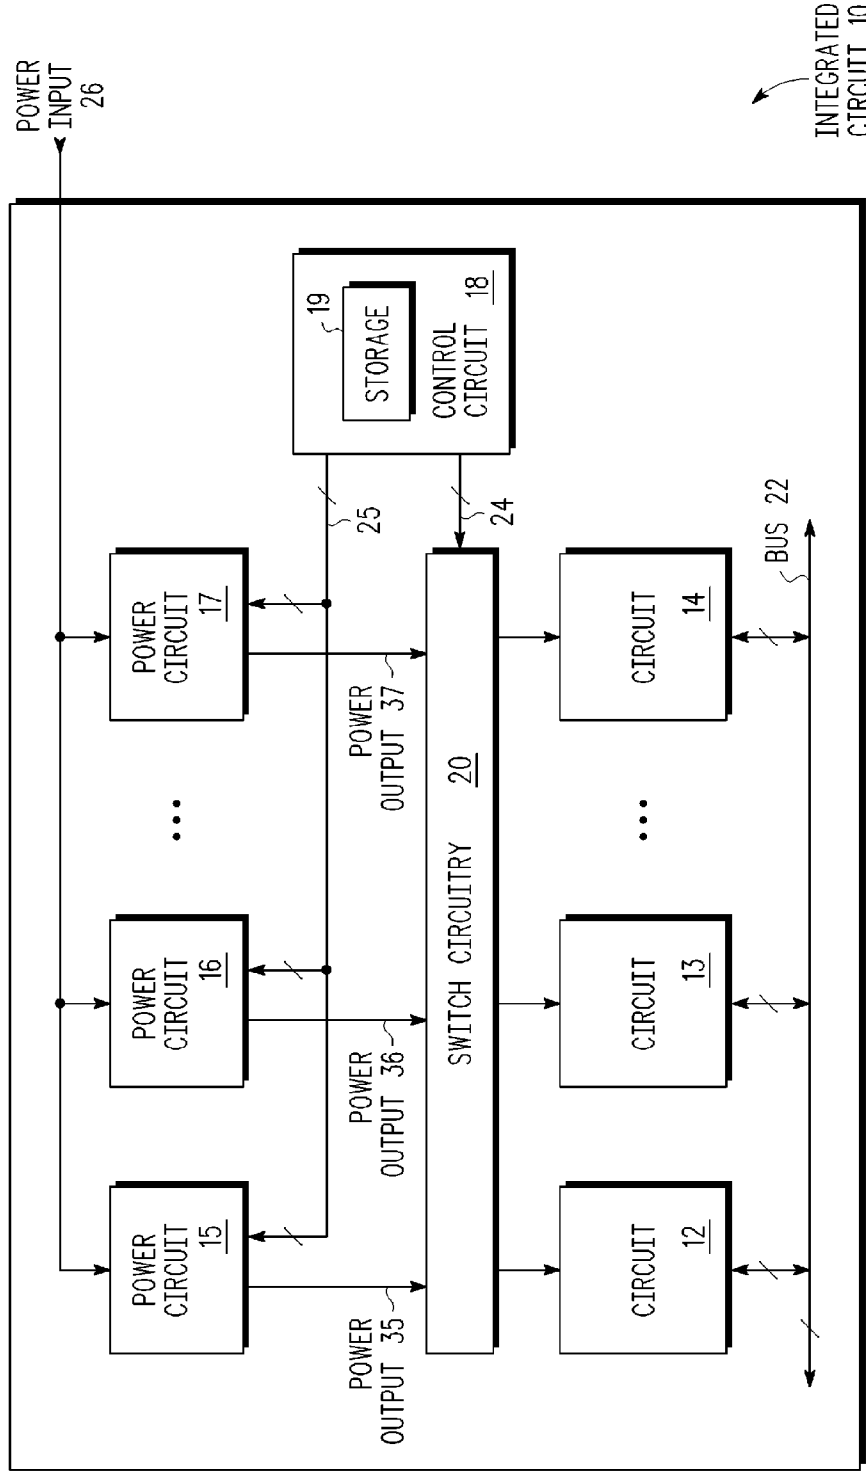 POWER
INPUT
26
POWER
CIRCUIT
15
POWER
CIRCUIT
16
POWER
CIRCUIT
17
19
STORAGE
CONTROL
CIRCUIT 18
25
24
POWER
OUTPUT 35
POWER
OUTPUT 36
POWER
OUTPUT 37
SWITCH CIRCUITRY 20
CIRCUIT
12
CIRCUIT
13
CIRCUIT
14
BUS 22
INTEGRATED
CIRCUIT 10